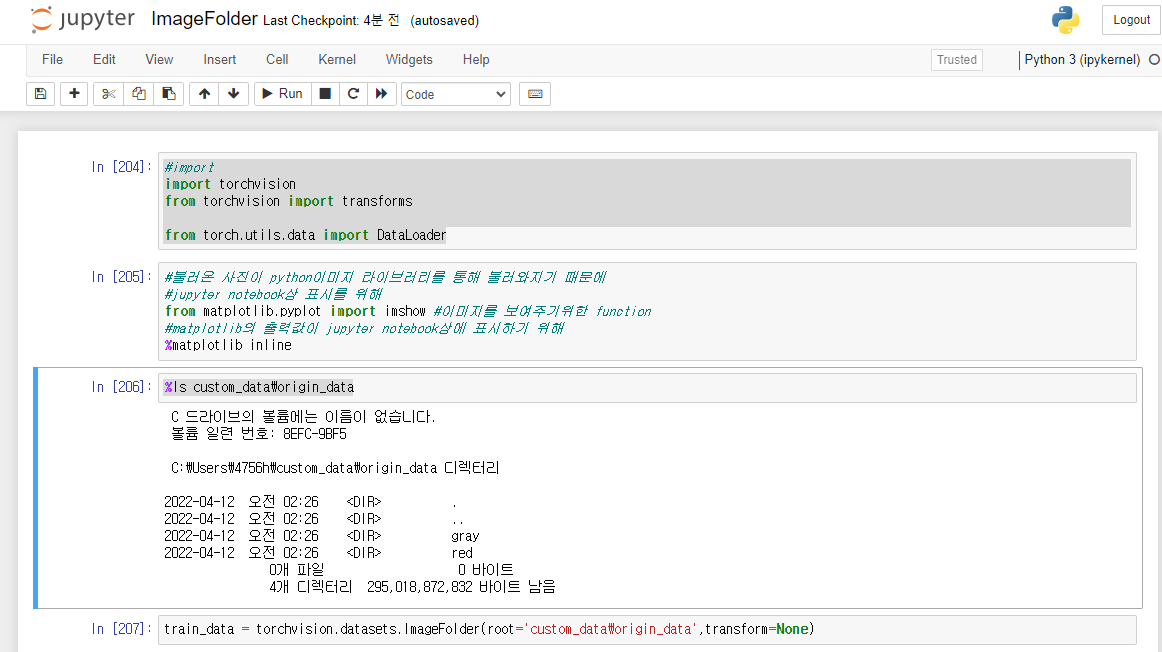 jupyter ImageFolder Last Checkpoint: 4분 전 (autosaved)
Logout
File Edit View Insert Cell Kernel Widgets Help
Trusted
Python 3 (ipykernel)
Run
Code
In [204]:
#import
import torchvision
from torchvision import transforms
from torch.utils.data import DataLoader
In [205]:
#불러온 사진이 python이미지 라이브러리를 통해 불러와지기 때문에
#jupyter notebook상 표시를 위해
from matplotlib.pyplot import imshow #이미지를 보여주기위한 function
#matplotlib의 출력값이 jupyter notebook상에 표시하기 위해
%matplotlib inline
In [206]:
%ls custom_data₩origin_data
C 드라이브의 볼륨에는 이름이 없습니다.
볼륨 일련 번호: 8EFC-9BF5
C:₩Users₩4756h₩custom_data₩origin_data 디렉터리
2022-04-12 오전 02:26 <DIR> .
2022-04-12 오전 02:26 <DIR> ..
2022-04-12 오전 02:26 <DIR> gray
2022-04-12 오전 02:26 <DIR> red
0개 파일 0 바이트
4개 디렉터리 295,018,872,832 바이트 남음
In [207]:
train_data = torchvision.datasets.ImageFolder(root='custom_data₩origin_data',transform=None)